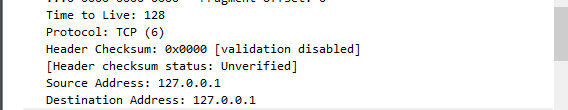 Time to Live: 128
Protocol: TCP (6)
Header Checksum: 0x0000 [validation disabled]
[Header checksum status: Unverified]
Source Address: 127.0.0.1
Destination Address: 127.0.0.1